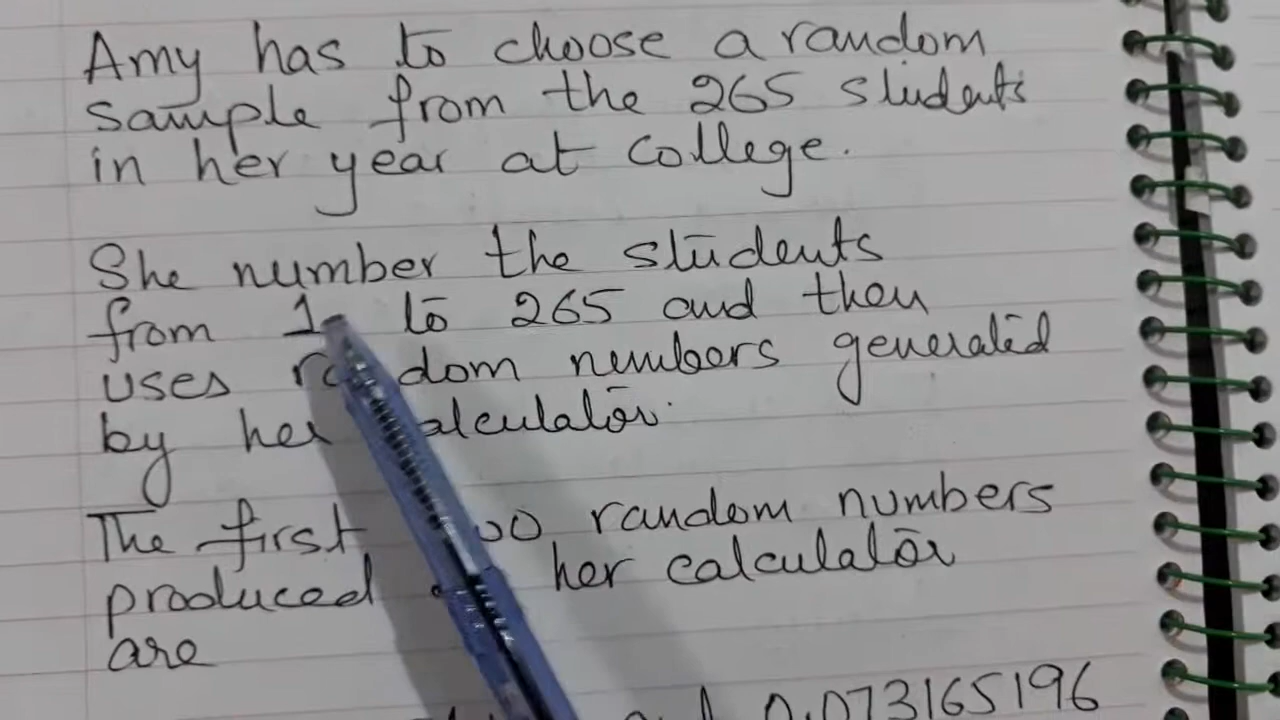 Amy has to choose a random
sample from the 265 students
in her year at college.
She number the students
from 1 to 265 and then
uses random numbers generated
by her calculator.
The first two random numbers
produced her calculator
are
0.073165196